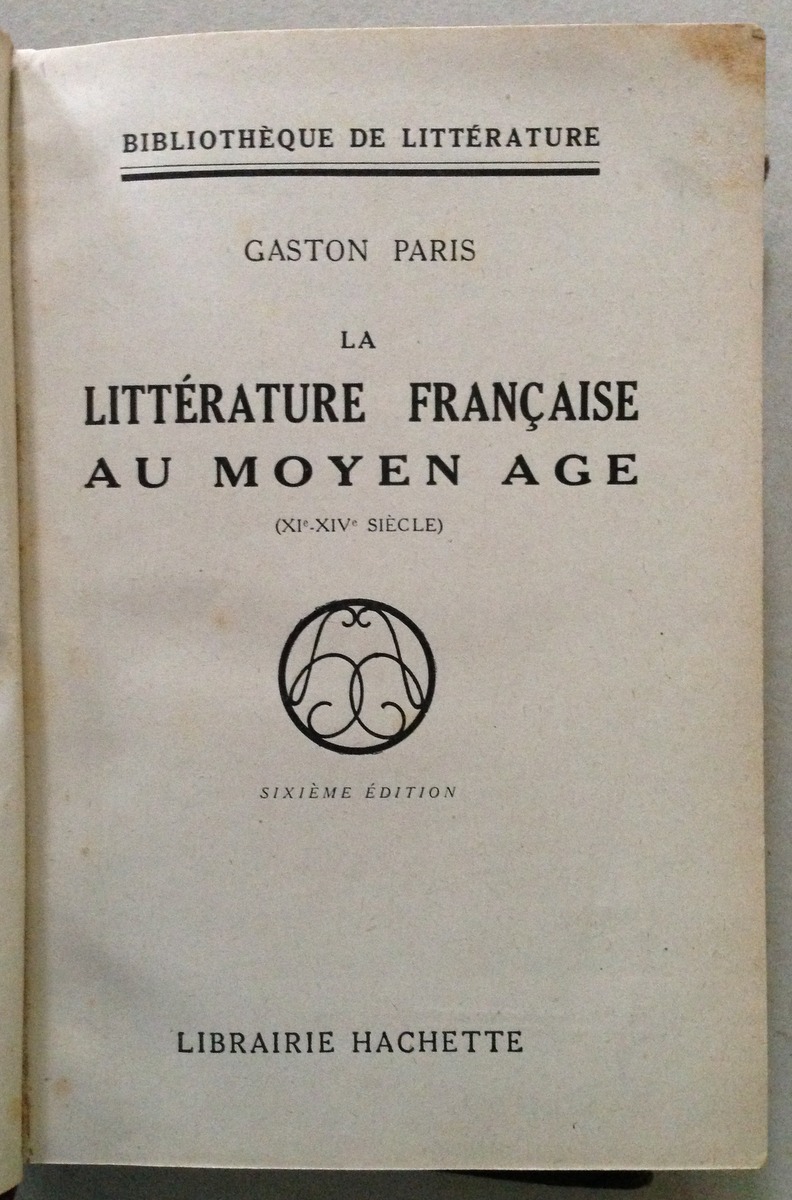 BIBLIOTHÈQUE DE LITTÉRATURE
GASTON PARIS
LA
LITTÉRATURE FRANÇAISE
AU MOYEN AGE
(XIᵉ-XIVᵉ SIÈCLE)
SIXIÈME ÉDITION
LIBRAIRIE HACHETTE